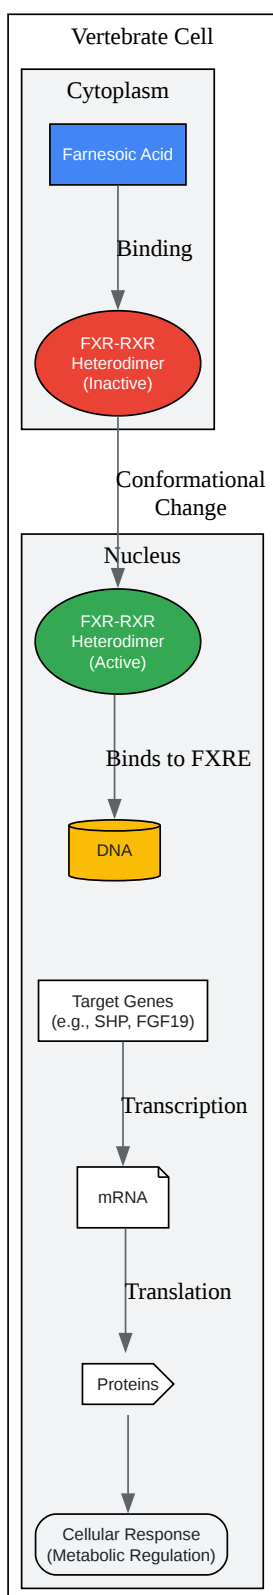 Vertebrate Cell
Cytoplasm
Farnesoic Acid
Binding
FXR-RXR
Heterodimer
(Inactive)
Conformational
Change
Nucleus
FXR-RXR
Heterodimer
(Active)
Binds to FXRE
DNA
Target Genes
(e.g., SHP, FGF19)
Transcription
mRNA
Translation
Proteins
Cellular Response
(Metabolic Regulation)